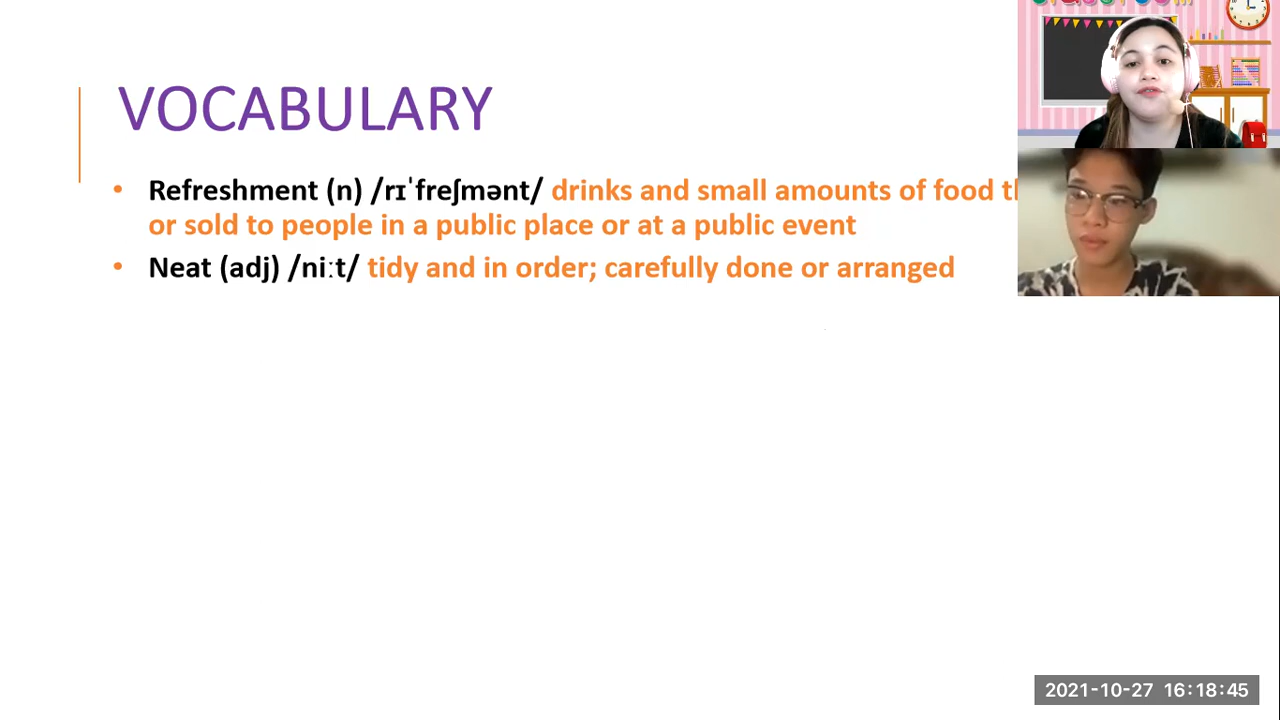 VOCABULARY
• Refreshment (n) /rɪˈfreʃmənt/ drinks and small amounts of food
or sold to people in a public place or at a public event
• Neat (adj) /niːt/ tidy and in order; carefully done or arranged
2021-10-27 16:18:45